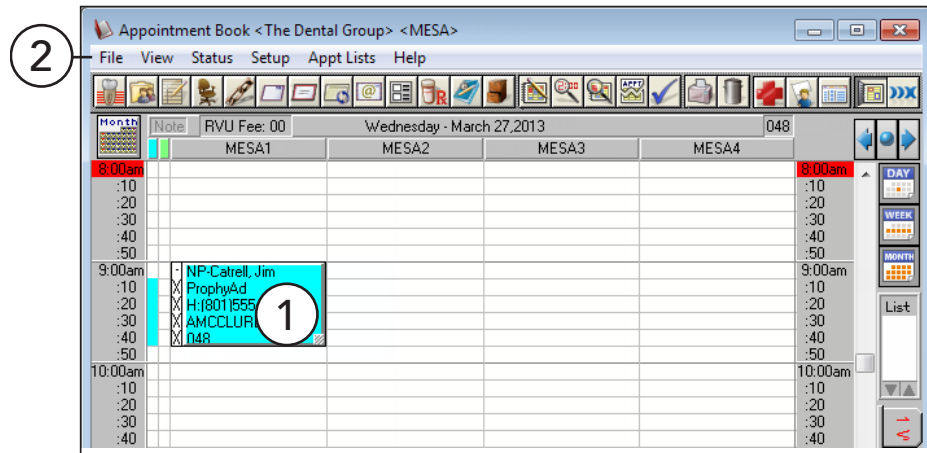 Appointment Book <The Dental Group> <MESA>
2
File View Status Setup Appt Lists Help
Month Note RVU Fee: 00 Wednesday - March 27,2013 048
MESA1 MESA2 MESA3 MESA4
8:00am 8:00am
:10 :10 DAY
:20 :20
:30 :30 WEEK
:40 :40
:50 :50 MONTH
9:00am NP-Catrell, Jim 9:00am
:10 X ProphyAd :10
:20 X H:(801)555 :20 List
:30 X AMCCLUR 1 :30
:40 X 048 :40
:50 :50
10:00am 10:00am
:10 :10
:20 :20
:30 :30
:40 :40